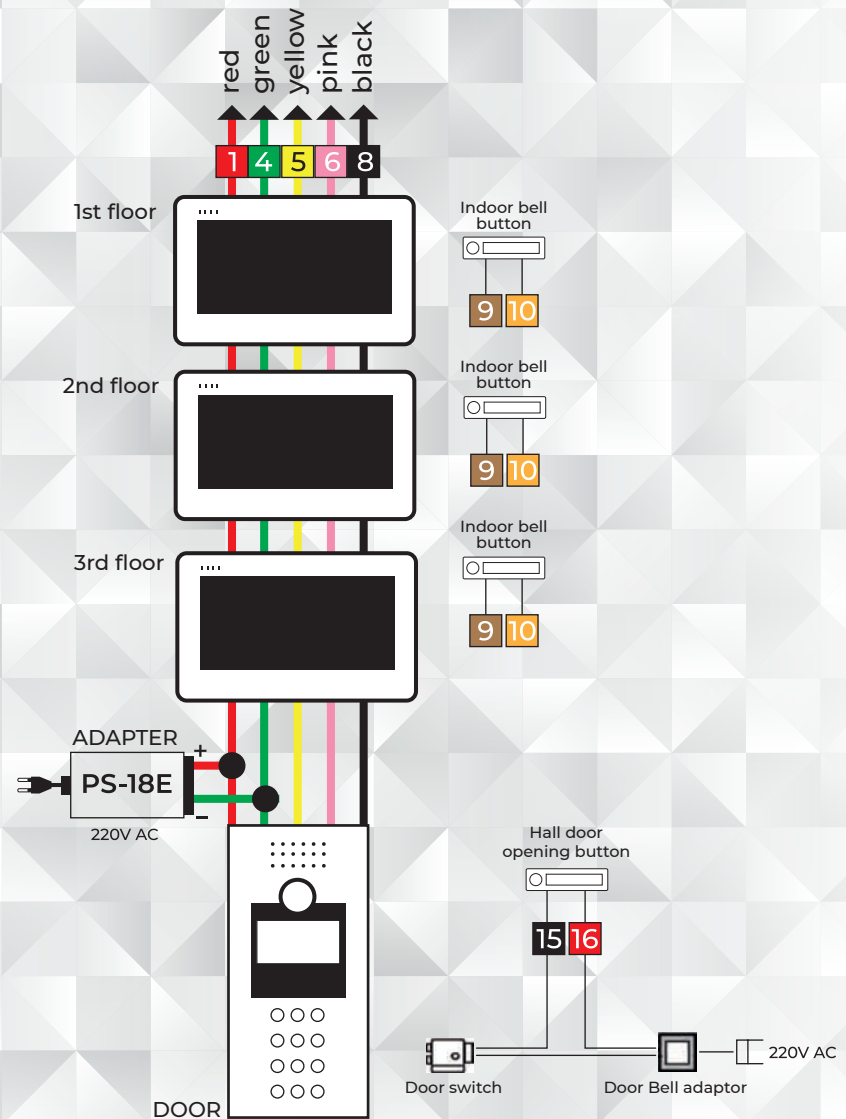 red
green
yellow
pink
black
1 4 5 6 8
1st floor
Indoor bell
button
9 10
2nd floor
Indoor bell
button
9 10
3rd floor
Indoor bell
button
9 10
ADAPTER
+
PS-18E
–
220V AC
DOOR
Hall door
opening button
15 16
Door switch
Door Bell adaptor
220V AC